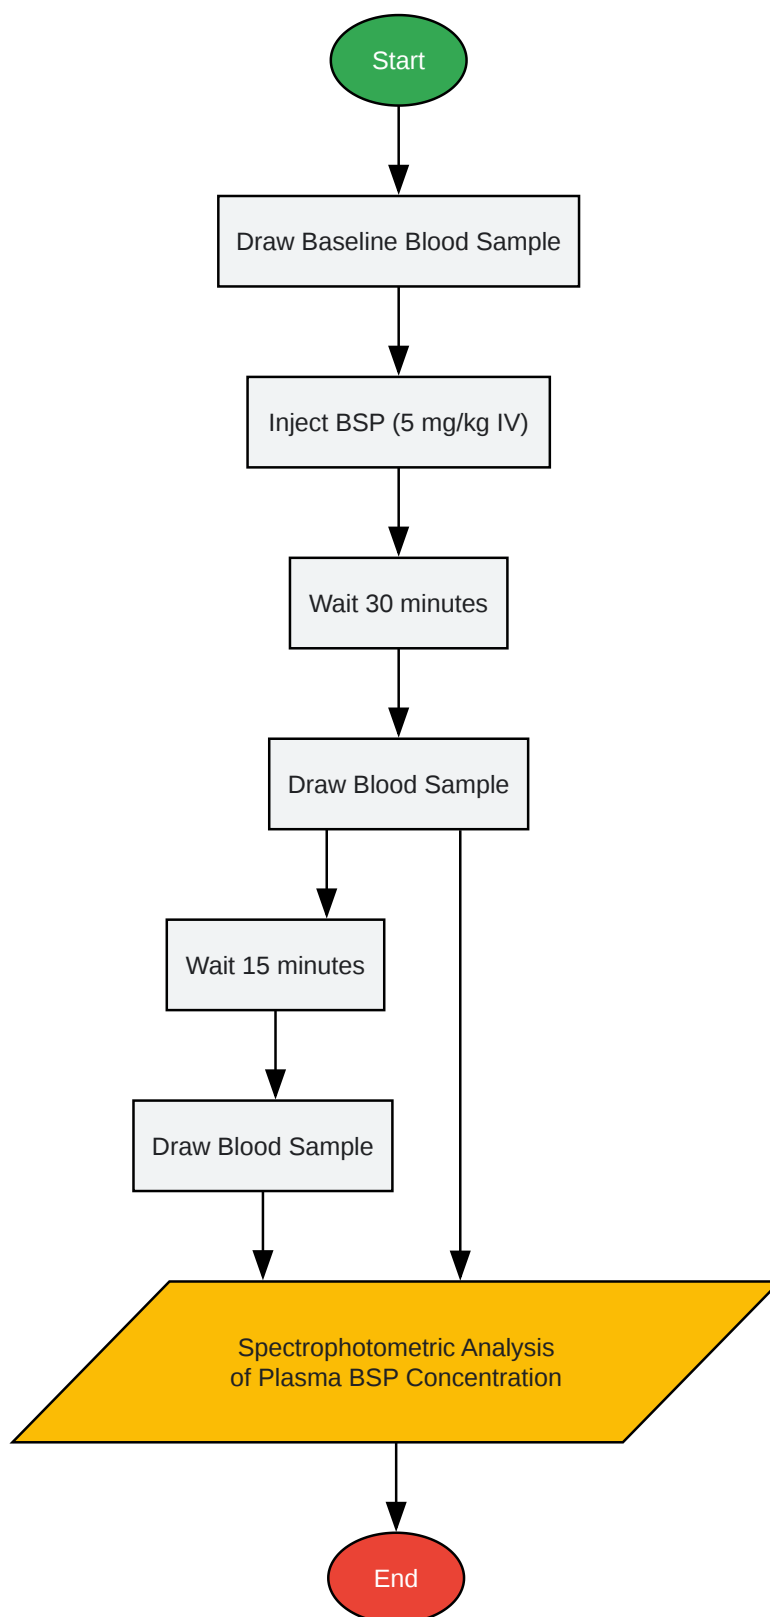 Start
Draw Baseline Blood Sample
Inject BSP (5 mg/kg IV)
Wait 30 minutes
Draw Blood Sample
Wait 15 minutes
Draw Blood Sample
Spectrophotometric Analysis
of Plasma BSP Concentration
End